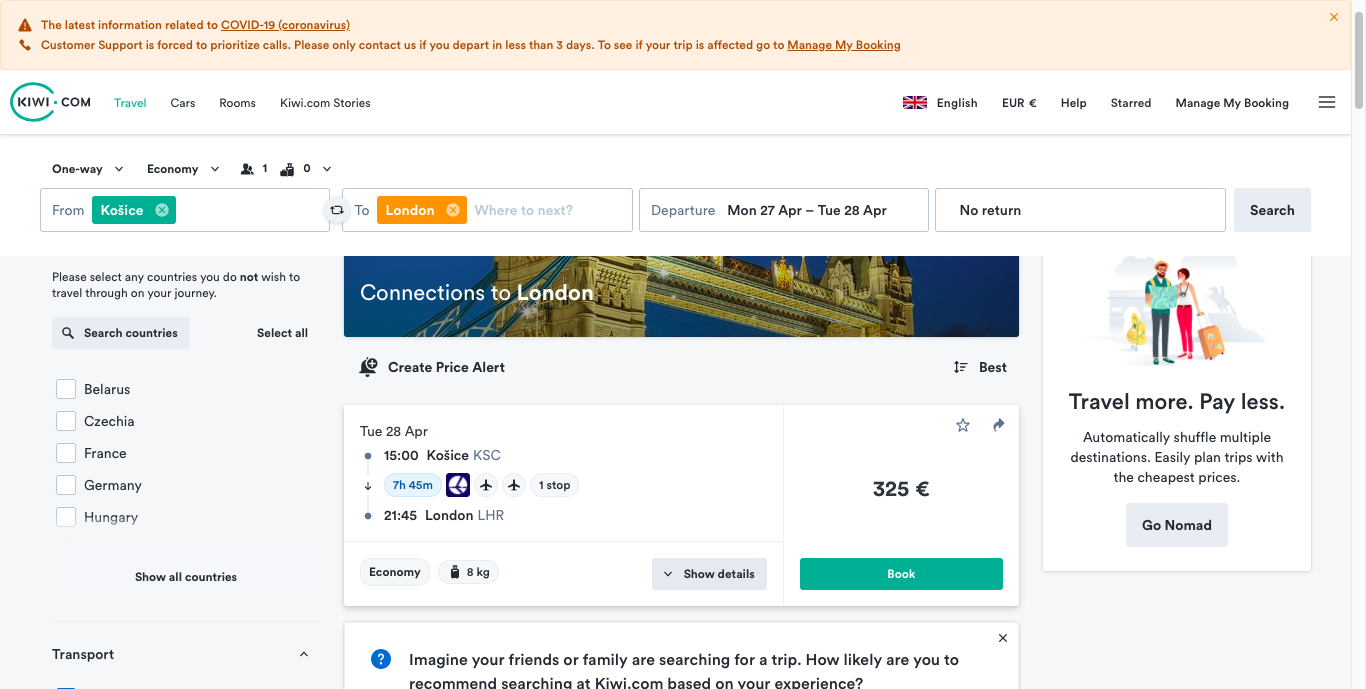 The latest information related to COVID-19 (coronavirus)
Customer Support is forced to prioritize calls. Please only contact us if you depart in less than 3 days. To see if your trip is affected go to Manage My Booking
KIWI.COM
Travel
Cars
Rooms
Kiwi.com Stories
English
EUR €
Help
Starred
Manage My Booking
One-way
Economy
1
0
From Košice
To London Where to next?
Departure Mon 27 Apr – Tue 28 Apr
No return
Search
Please select any countries you do not wish to
travel through on your journey.
Search countries
Select all
Belarus
Czechia
France
Germany
Hungary
Show all countries
Transport
Connections to London
Create Price Alert
Best
Tue 28 Apr
15:00 Košice KSC
7h 45m
1 stop
21:45 London LHR
Economy
8 kg
Show details
325 €
Book
?
Imagine your friends or family are searching for a trip. How likely are you to
recommend searching at Kiwi.com based on your experience?
Travel more. Pay less.
Automatically shuffle multiple
destinations. Easily plan trips with
the cheapest prices.
Go Nomad